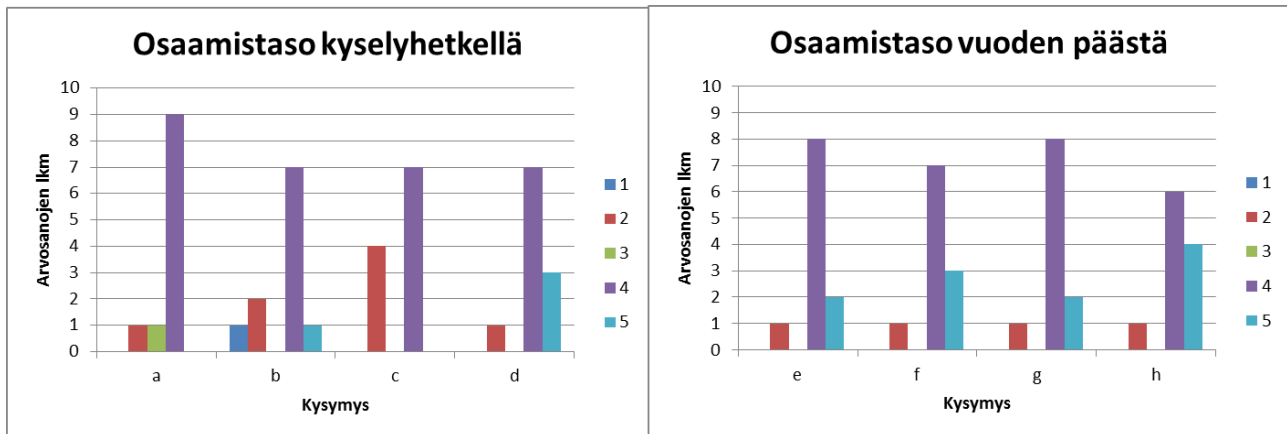 Osaamistaso kyselyhetkellä
10
9
8
7
6
5
4
3
2
1
0
Arvosanojen lkm
a
b
c
d
Kysymys
1
2
3
4
5
Osaamistaso vuoden päästä
10
9
8
7
6
5
4
3
2
1
0
Arvosanojen lkm
e
f
g
h
Kysymys
1
2
3
4
5